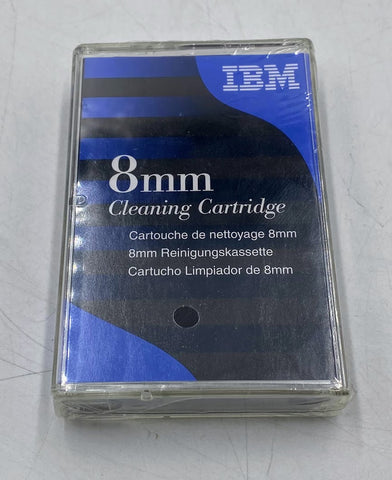 IBM
8mm
Cleaning Cartridge
Cartouche de nettoyage 8mm
8mm Reinigungskassette
Cartucho Limpiador de 8mm